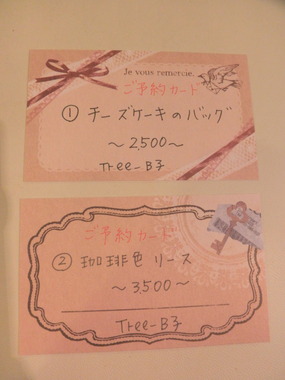 Je vous remercie.
ご予約カード
① チーズケーキのバッグ
～2500～
Tree-B子
ご予約カード
② 珈琲色 リース
～3500～
Tree-B子